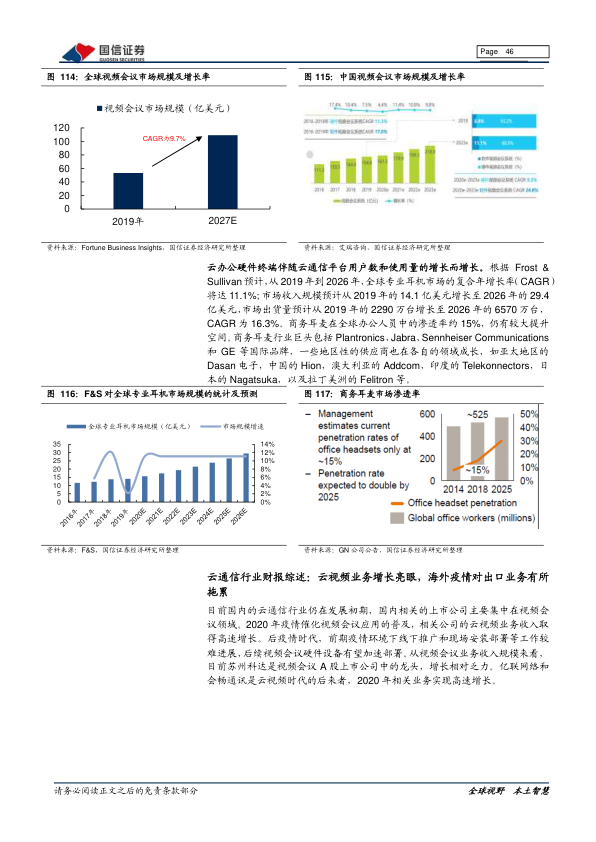 国信证券
GUOSEN SECURITIES
Page 46
图 114：全球视频会议市场规模及增长率
图 115：中国视频会议市场规模及增长率
■视频会议市场规模（亿美元）
120
100
80
60
40
20
0
CAGR为9.7%
2019年 2027E
17.4% 10.4% 7.5% 4.4% 11.6% 10.8% 9.8%
2016 2017 2018 2019 2020e 2021e 2022e 2023e
2019
2023e
资料来源：Fortune Business Insights，国信证券经济研究所整理
资料来源：艾瑞咨询，国信证券经济研究所整理
云办公硬件终端伴随云通信平台用户数和使用量的增长而增长。根据 Frost &
Sullivan 预计，从 2019 年到 2026 年，全球专业耳机市场的复合年增长率（CAGR）
将达 11.1%；市场收入规模预计从 2019 年的 14.1 亿美元增长至 2026 年的 29.4
亿美元，市场出货量预计从 2019 年的 2290 万台增长至 2026 年的 6570 万台，
CAGR 为 16.3%。商务耳麦在全球办公人员中的渗透率约 15%，仍有较大提升
空间。商务耳麦行业巨头包括 Plantronics、Jabra、Sennheiser Communications
和 GE 等国际品牌，一些地区性的供应商也在各自的领域成长，如亚太地区的
Dasan 电子，中国的 Hion，澳大利亚的 Addcom，印度的 Telekonnectors，日
本的 Nagatsuka，以及拉丁美洲的 Felitron 等。
图 116：F&S 对全球专业耳机市场规模的统计及预测
图 117：商务耳麦市场渗透率
全球专业耳机市场规模（亿美元） 市场规模增速
35
30
25
20
15
10
5
0
14%
12%
10%
8%
6%
4%
2%
0%
2016年 2017年 2018年 2019年 2020E 2021E 2022E 2023E 2024E 2025E 2026E
– Management
estimates current
penetration rates of
office headsets only at
~15%
– Penetration rate
expected to double by
2025
600
400
200
0
~525
~15%
50%
40%
30%
20%
10%
0%
2014 2018 2025
Office headset penetration
Global office workers (millions)
资料来源：F&S，国信证券经济研究所整理
资料来源：GN公司公告，国信证券经济研究所整理
云通信行业财报综述：云视频业务增长亮眼，海外疫情对出口业务有所
拖累
目前国内的云通信行业仍在发展初期，国内相关的上市公司主要集中在视频会
议领域。2020 年疫情催化视频会议应用的普及，相关公司的云视频业务收入取
得高速增长。后疫情时代，前期疫情环境下线下推广和现场安装部署等工作较
难进展，后续视频会议硬件设备有望加速部署。从视频会议业务收入规模来看，
目前苏州科达是视频会议 A 股上市公司中的龙头，增长相对乏力。亿联网络和
会畅通讯是云视频时代的后来者，2020 年相关业务实现高速增长。
请务必阅读正文之后的免责条款部分
全球视野 本土智慧